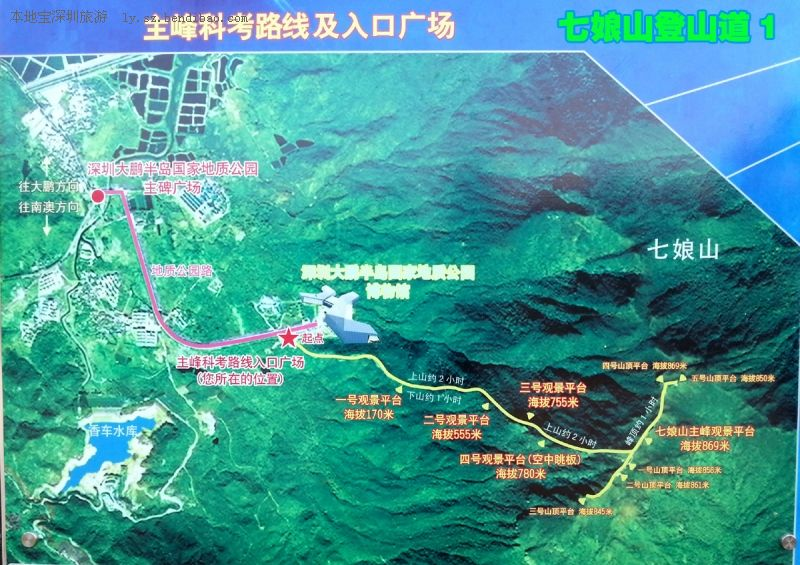 本地宝深圳旅游 ly.sz.bendibao.com
主峰科考路线及入口广场
七娘山登山道 1
深圳大鹏半岛国家地质公园
主碑广场
往大鹏方向
往南澳方向
地质公园路
七娘山
深圳大鹏半岛国家地质公园
博物馆
起点
主峰科考路线入口广场
(您所在的位置)
上山约2小时
下山约1小时
一号观景平台
海拔170米
二号观景平台
海拔555米
三号观景平台
海拔755米
上山约2小时
四号观景平台(空中眺板)
海拔780米
四号山顶平台 海拔869米
五号山顶平台 海拔850米
峰顶约1小时
七娘山主峰观景平台
海拔869米
一号山顶平台 海拔858米
二号山顶平台 海拔861米
三号山顶平台 海拔845米
香车水库